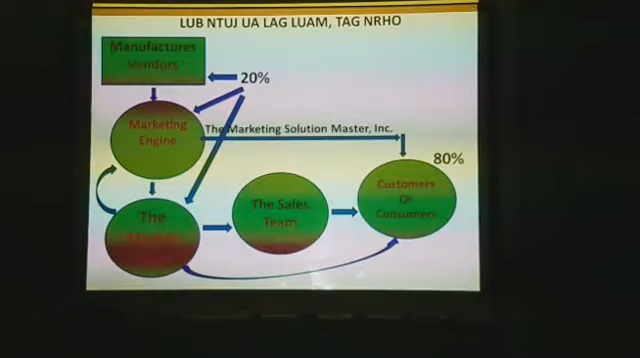 LUB NTUJ UA LAG LUAM, TAG NRHO
Manufactures
Vendors
20%
Marketing
Engine
The Marketing Solution Master, Inc.
80%
Customers
Or
Consumers
The Sales
Team
The